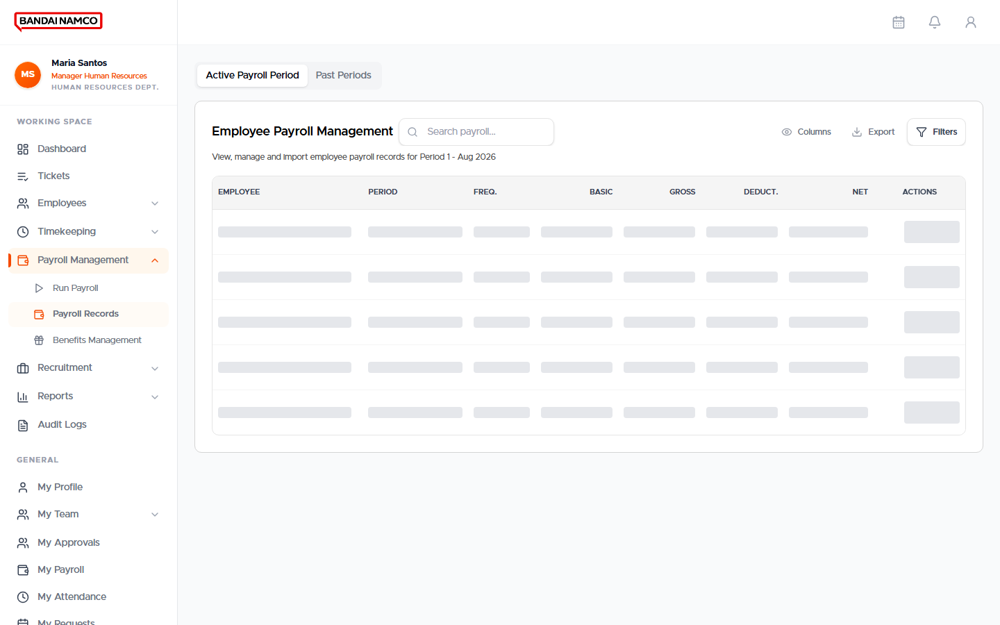 BANDAI NAMCO
MS
Maria Santos
Manager Human Resources
HUMAN RESOURCES DEPT.
WORKING SPACE
Dashboard
Tickets
Employees
Timekeeping
Payroll Management
Run Payroll
Payroll Records
Benefits Management
Recruitment
Reports
Audit Logs
GENERAL
My Profile
My Team
My Approvals
My Payroll
My Attendance
My Requests
Active Payroll Period
Past Periods
Employee Payroll Management
Search payroll...
Columns
Export
Filters
View, manage and import employee payroll records for Period 1 - Aug 2026
EMPLOYEE PERIOD FREQ. BASIC GROSS DEDUCT. NET ACTIONS